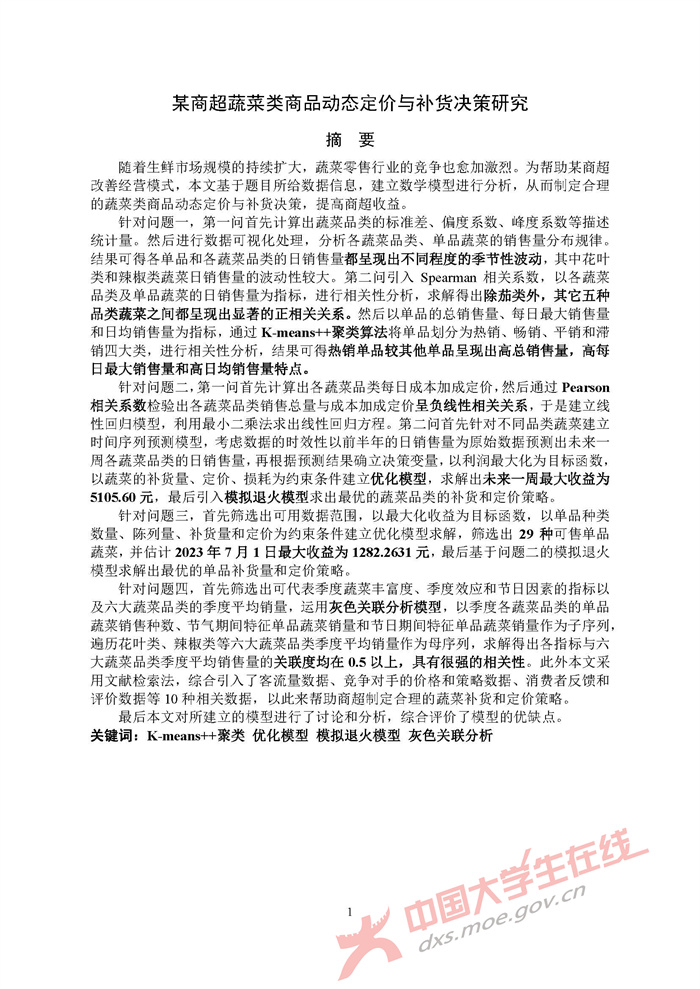 某商超蔬菜类商品动态定价与补货决策研究
摘 要
随着生鲜市场规模的持续扩大，蔬菜零售行业的竞争也愈加激烈。为帮助某商超
改善经营模式，本文基于题目所给数据信息，建立数学模型进行分析，从而制定合理
的蔬菜类商品动态定价与补货决策，提高商超收益。
针对问题一，第一问首先计算出蔬菜品类的标准差、偏度系数、峰度系数等描述
统计量。然后进行数据可视化处理，分析各蔬菜品类、单品蔬菜的销售量分布规律。
结果可得各单品和各蔬菜品类的日销售量都呈现出不同程度的季节性波动，其中花叶
类和辣椒类蔬菜日销售量的波动性较大。第二问引入 Spearman 相关系数，以各蔬菜
品类及单品蔬菜的日销售量为指标，进行相关性分析，求解得出除茄类外，其它五种
品类蔬菜之间都呈现出显著的正相关关系。然后以单品的总销售量、每日最大销售量
和日均销售量为指标，通过 K-means++聚类算法将单品划分为热销、畅销、平销和滞
销四大类，进行相关性分析，结果可得热销单品较其他单品呈现出高总销售量，高每
日最大销售量和高日均销售量特点。
针对问题二，第一问首先计算出各蔬菜品类每日成本加成定价，然后通过 Pearson
相关系数检验出各蔬菜品类销售总量与成本加成定价呈负线性相关关系，于是建立线
性回归模型，利用最小二乘法求出线性回归方程。第二问首先针对不同品类蔬菜建立
时间序列预测模型，考虑数据的时效性以前半年的日销售量为原始数据预测出未来一
周各蔬菜品类的日销售量，再根据预测结果确立决策变量，以利润最大化为目标函数，
以蔬菜的补货量、定价、损耗为约束条件建立优化模型，求解出未来一周最大收益为
5105.60 元，最后引入模拟退火模型求出最优的蔬菜品类的补货和定价策略。
针对问题三，首先筛选出可用数据范围，以最大化收益为目标函数，以单品种类
数量、陈列量、补货量和定价为约束条件建立优化模型求解，筛选出 29 种可售单品
蔬菜，并估计 2023 年 7 月 1 日最大收益为 1282.2631 元，最后基于问题二的模拟退火
模型求解出最优的单品补货量和定价策略。
针对问题四，首先筛选出可代表季度蔬菜丰富度、季度效应和节日因素的指标以
及六大蔬菜品类的季度平均销量，运用灰色关联分析模型，以季度各蔬菜品类的单品
蔬菜销售种数、节气期间特征单品蔬菜销量和节日期间特征单品蔬菜销量作为子序列，
遍历花叶类、辣椒类等六大蔬菜品类季度平均销量作为母序列，求解得出各指标与六
大蔬菜品类季度平均销售量的关联度均在 0.5 以上，具有很强的相关性。此外本文采
用文献检索法，综合引入了客流量数据、竞争对手的价格和策略数据、消费者反馈和
评价数据等 10 种相关数据，以此来帮助商超制定合理的蔬菜补货和定价策略。
最后本文对所建立的模型进行了讨论和分析，综合评价了模型的优缺点。
关键词：K-means++聚类 优化模型 模拟退火模型 灰色关联分析
1
中国大学生在线
dxs.moe.gov.cn